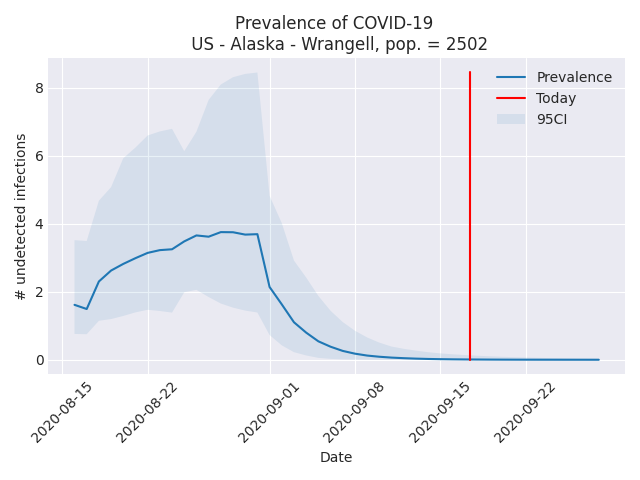 Prevalence of COVID-19
US - Alaska - Wrangell, pop. = 2502
Prevalence
Today
95CI
# undetected infections
8
6
4
2
0
2020-08-15
2020-08-22
2020-09-01
2020-09-08
2020-09-15
2020-09-22
Date